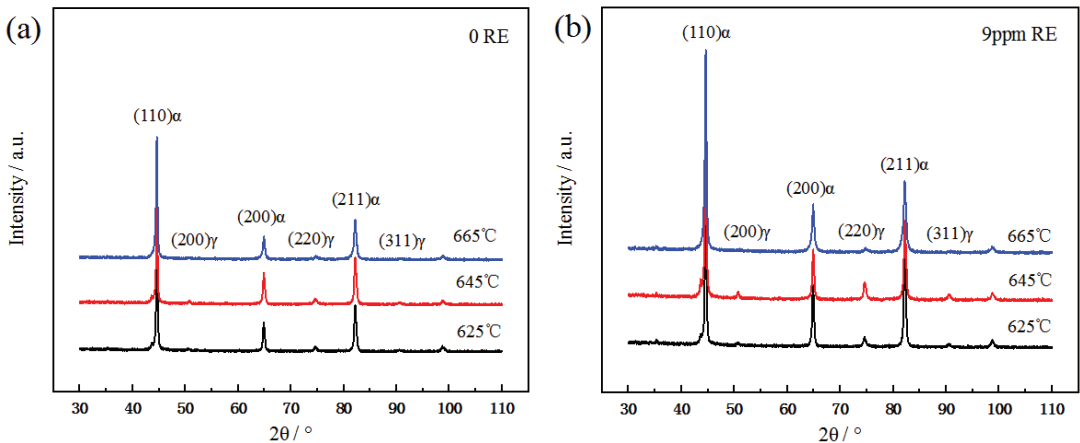 (a)
0 RE
(110)α
(200)γ
(200)α
(220)γ
(211)α
(311)γ
665℃
645℃
625℃
Intensity / a.u.
30 40 50 60 70 80 90 100 110
2θ / °
(b)
9ppm RE
(110)α
(200)γ
(200)α
(220)γ
(211)α
(311)γ
665℃
645℃
625℃
Intensity / a.u.
30 40 50 60 70 80 90 100 110
2θ / °